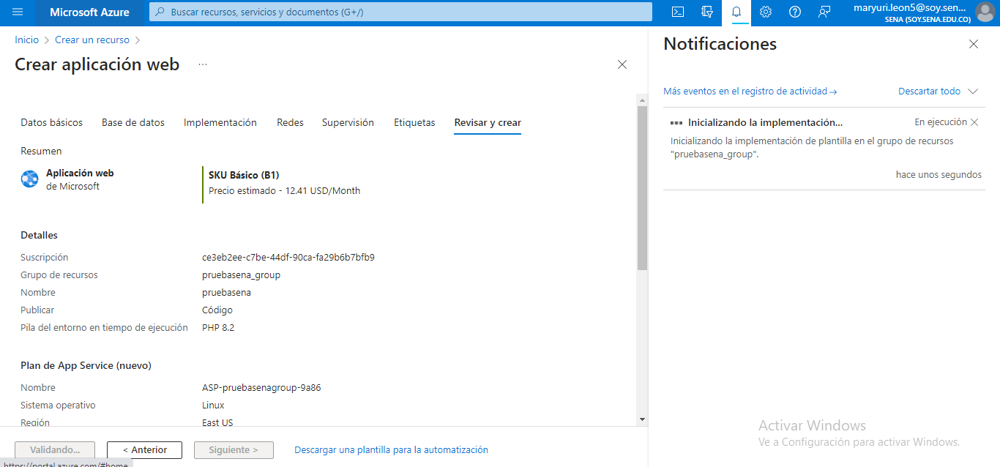 Microsoft Azure
Buscar recursos, servicios y documentos (G+/)
maryuri.leon5@soy.sen...
SENA (SOY.SENA.EDU.CO)
Inicio > Crear un recurso >
Crear aplicación web ...
Datos básicos Base de datos Implementación Redes Supervisión Etiquetas Revisar y crear
Resumen
Aplicación web
de Microsoft
SKU Básico (B1)
Precio estimado - 12.41 USD/Month
Detalles
Suscripción ce3eb2ee-c7be-44df-90ca-fa29b6b7bfb9
Grupo de recursos pruebasena_group
Nombre pruebasena
Publicar Código
Pila del entorno en tiempo de ejecución PHP 8.2
Plan de App Service (nuevo)
Nombre ASP-pruebasenagroup-9a86
Sistema operativo Linux
Región East US
Validando... < Anterior Siguiente > Descargar una plantilla para la automatización
https://portal.azure.com/#home
Notificaciones
Más eventos en el registro de actividad → Descartar todo
Inicializando la implementación... En ejecución
Inicializando la implementación de plantilla en el grupo de recursos
"pruebasena_group".
hace unos segundos
Activar Windows
Ve a Configuración para activar Windows.